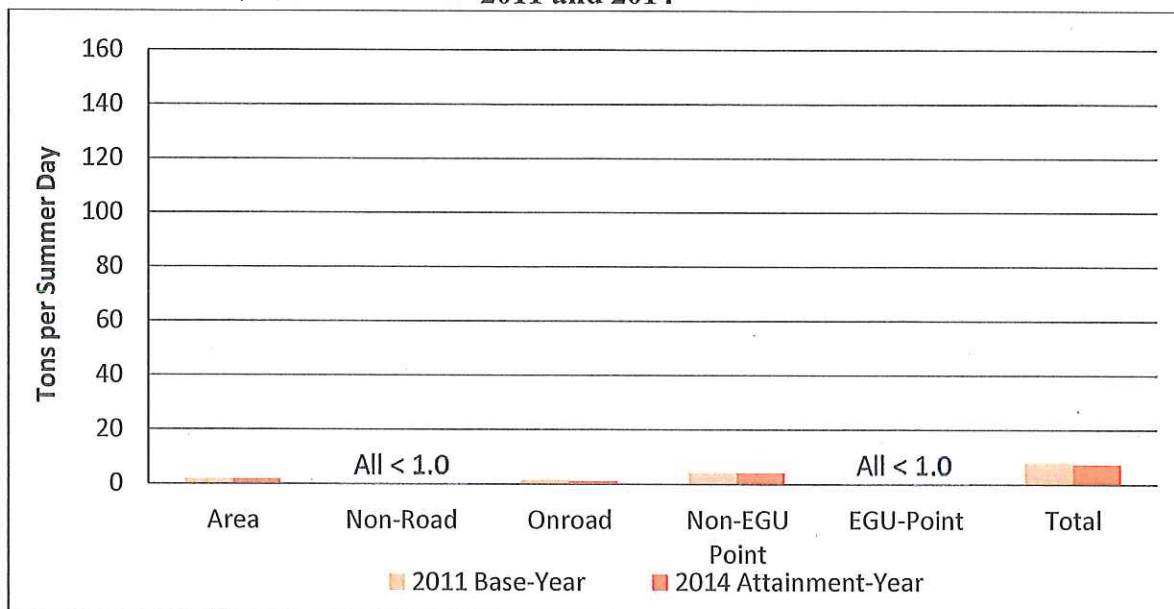 2011 and 2014
Tons per Summer Day
160
140
120
100
80
60
40
20
0
All < 1.0
All < 1.0
Area
Non-Road
Onroad
Non-EGU
Point
EGU-Point
Total
2011 Base-Year
2014 Attainment-Year